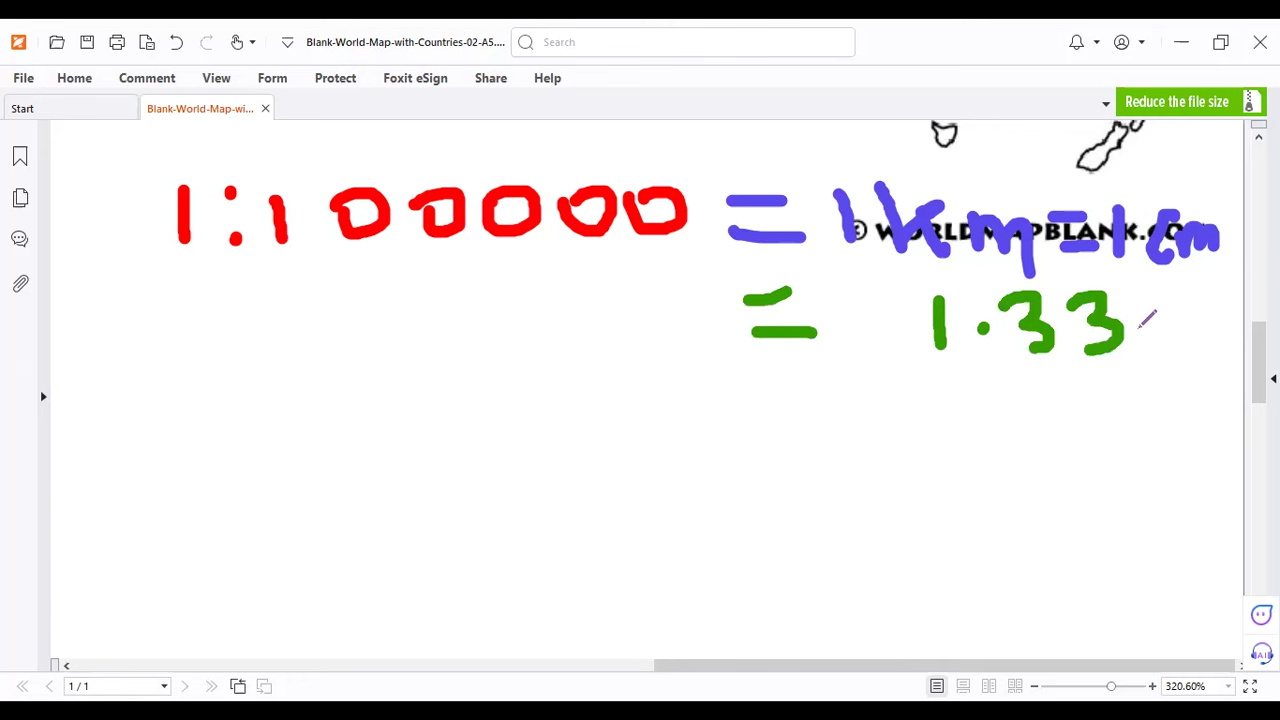 Blank-World-Map-with-Countries-02-A5....
Search
File Home Comment View Form Protect Foxit eSign Share Help
Start
Blank-World-Map-wi...
Reduce the file size
1:100000 = 1km = 1cm
© WORLDMAPBLANK.COM
= 1.33
1 / 1
320.60%
AI